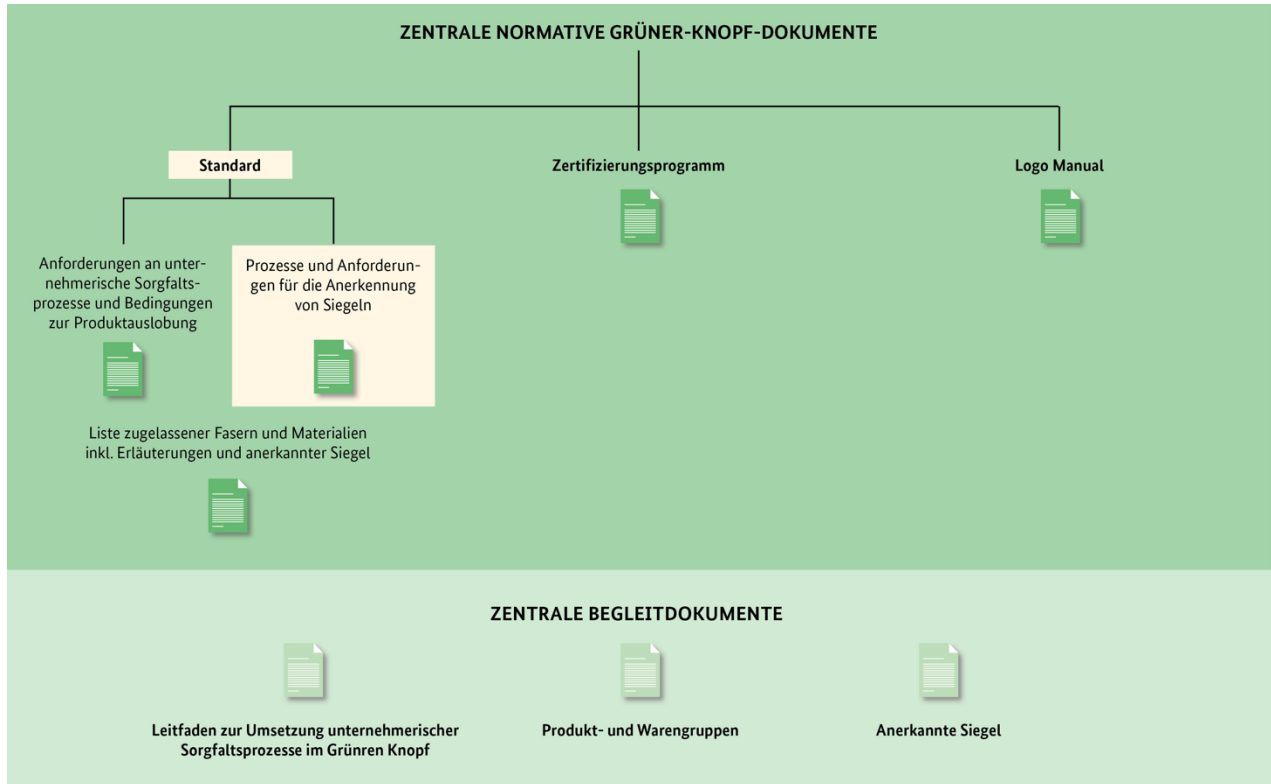 ZENTRALE NORMATIVE GRÜNER-KNOPF-DOKUMENTE
Standard
Zertifizierungsprogramm
Logo Manual
Anforderungen an unter-
nehmerische Sorgfalts-
prozesse und Bedingungen
zur Produktauslobung
Prozesse und Anforderun-
gen für die Anerkennung
von Siegeln
Liste zugelassener Fasern und Materialien
inkl. Erläuterungen und anerkannter Siegel
ZENTRALE BEGLEITDOKUMENTE
Leitfaden zur Umsetzung unternehmerischer
Sorgfaltsprozesse im Grünren Knopf
Produkt- und Warengruppen
Anerkannte Siegel